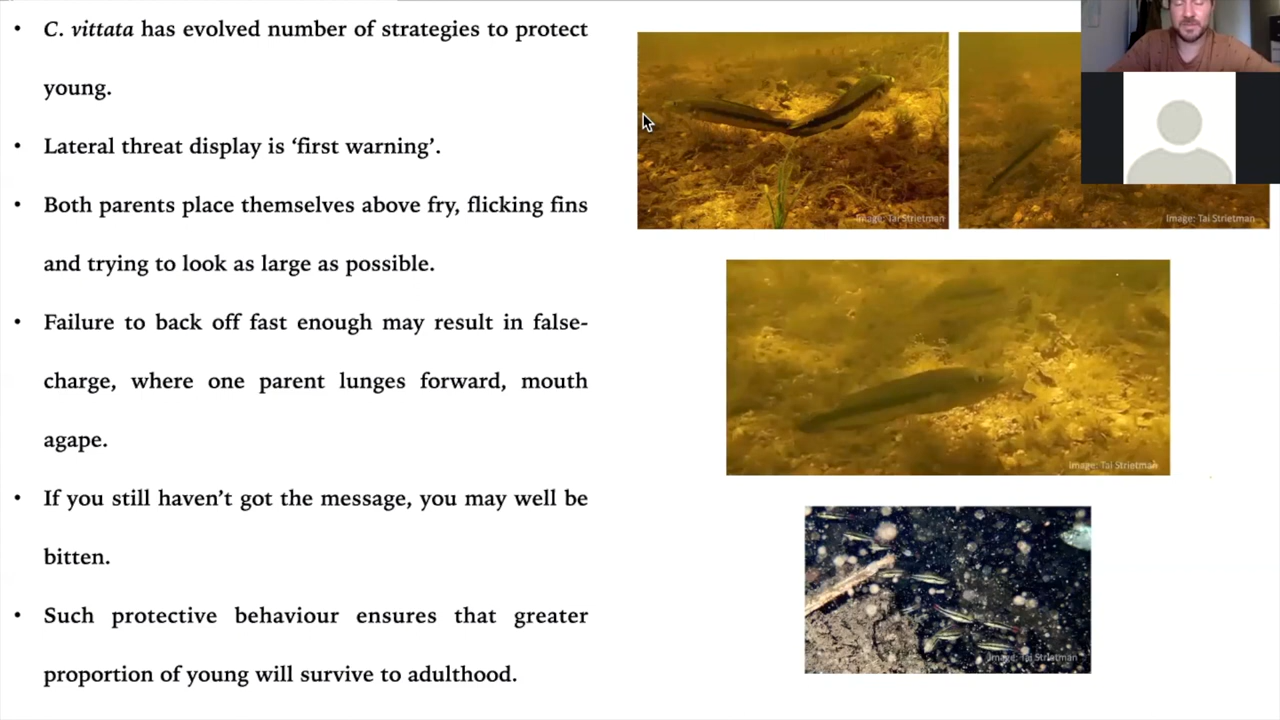 • C. vittata has evolved number of strategies to protect
young.
• Lateral threat display is ‘first warning’.
• Both parents place themselves above fry, flicking fins
and trying to look as large as possible.
• Failure to back off fast enough may result in false-
charge, where one parent lunges forward, mouth
agape.
• If you still haven’t got the message, you may well be
bitten.
• Such protective behaviour ensures that greater
proportion of young will survive to adulthood.
Image: Tai Strietman
Image: Tai Strietman
Image: Tai Strietman
Image: Tai Strietman